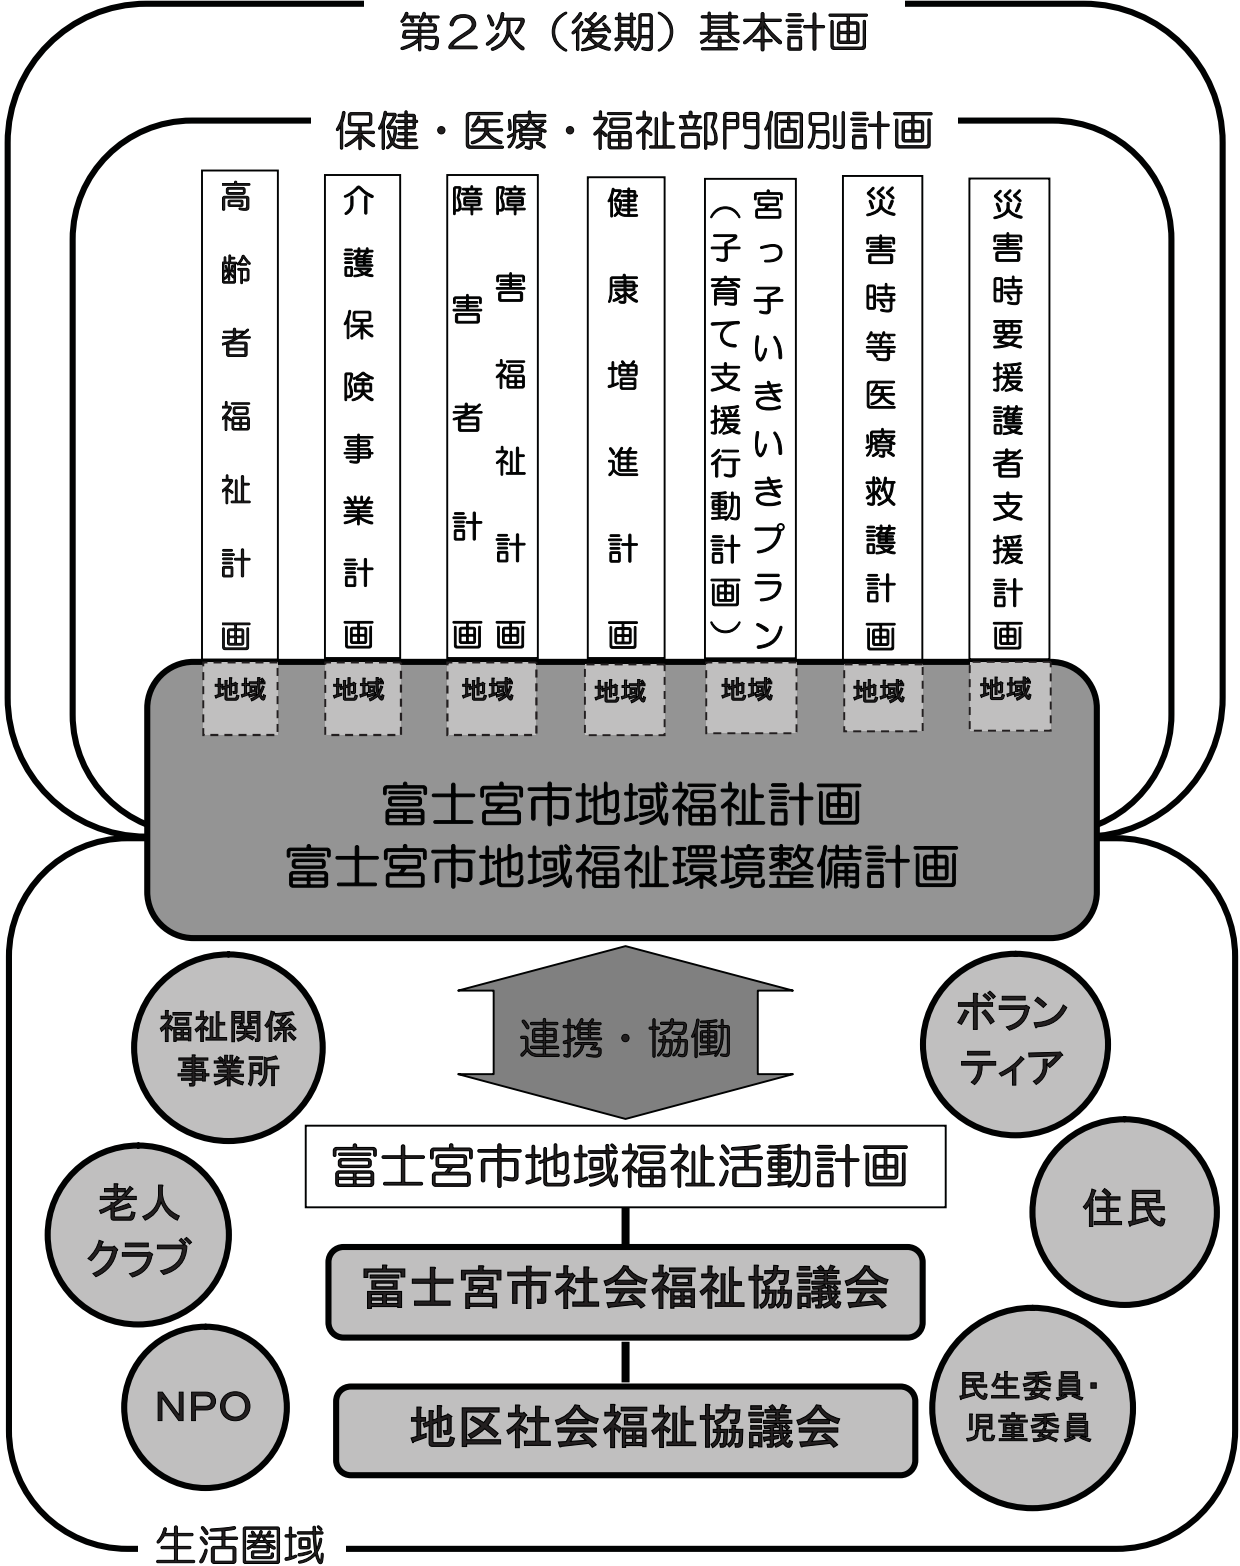 第２次（後期）基本計画
保健・医療・福祉部門個別計画
高齢者福祉計画
介護保険事業計画
障害者計画
障害福祉計画
健康増進計画
宮っ子いきいきプラン
（子育て支援行動計画）
災害時等医療救護計画
災害時要援護者支援計画
地域
地域
地域
地域
地域
地域
地域
富士宮市地域福祉計画
富士宮市地域福祉環境整備計画
連携・協働
福祉関係
事業所
ボラン
ティア
富士宮市地域福祉活動計画
老人
クラブ
住民
富士宮市社会福祉協議会
NPO
地区社会福祉協議会
民生委員・
児童委員
生活圏域